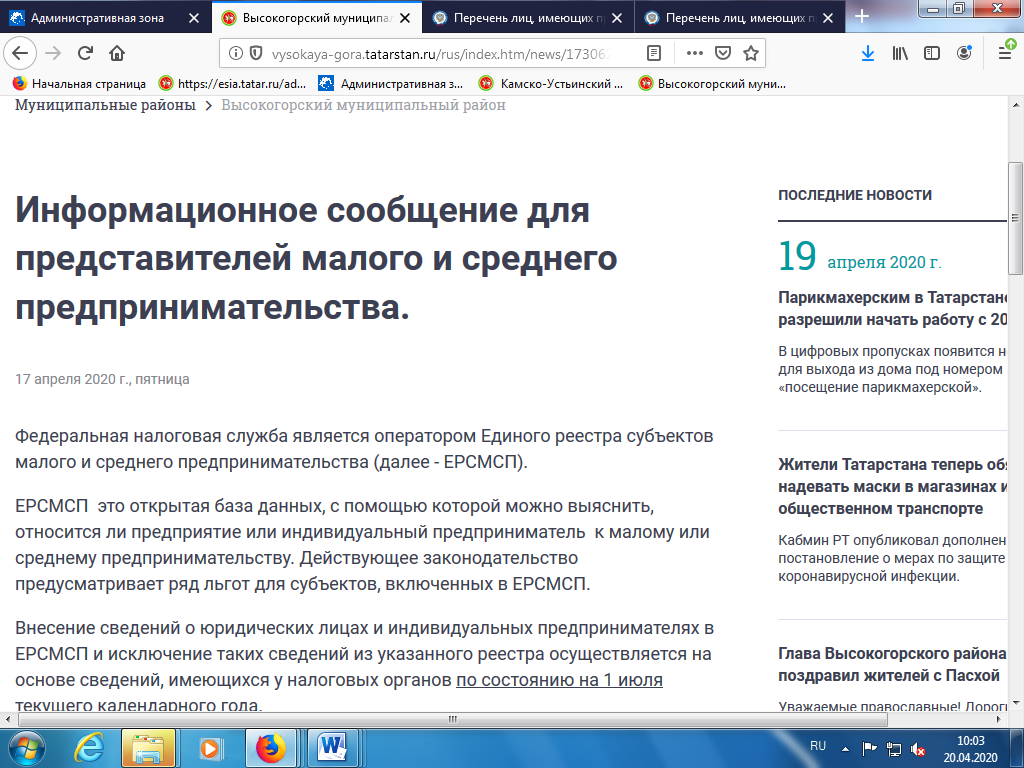 Административная зона
Высокогорский муниципа
Перечень лиц, имеющих п
Перечень лиц, имеющих п
vysokaya-gora.tatarstan.ru/rus/index.htm/news/17306
Начальная страница
https://esia.tatar.ru/ad...
Административная з...
Камско-Устьинский ...
Высокогорский муни...
Муниципальные районы > Высокогорский муниципальный район
Информационное сообщение для
представителей малого и среднего
предпринимательства.
17 апреля 2020 г., пятница
Федеральная налоговая служба является оператором Единого реестра субъектов
малого и среднего предпринимательства (далее - ЕРСМСП).
ЕРСМСП это открытая база данных, с помощью которой можно выяснить,
относится ли предприятие или индивидуальный предприниматель к малому или
среднему предпринимательству. Действующее законодательство
предусматривает ряд льгот для субъектов, включенных в ЕРСМСП.
Внесение сведений о юридических лицах и индивидуальных предпринимателях в
ЕРСМСП и исключение таких сведений из указанного реестра осуществляется на
основе сведений, имеющихся у налоговых органов по состоянию на 1 июля
текущего календарного года.
ПОСЛЕДНИЕ НОВОСТИ
19 апреля 2020 г.
Парикмахерским в Татарстане
разрешили начать работу с 20
В цифровых пропусках появится н
для выхода из дома под номером
«посещение парикмахерской».
Жители Татарстана теперь обя
надевать маски в магазинах и
общественном транспорте
Кабмин РТ опубликовал дополнен
постановление о мерах по защите
коронавирусной инфекции.
Глава Высокогорского района
поздравил жителей с Пасхой
Уважаемые православные! Дороги
RU
10:03
20.04.2020